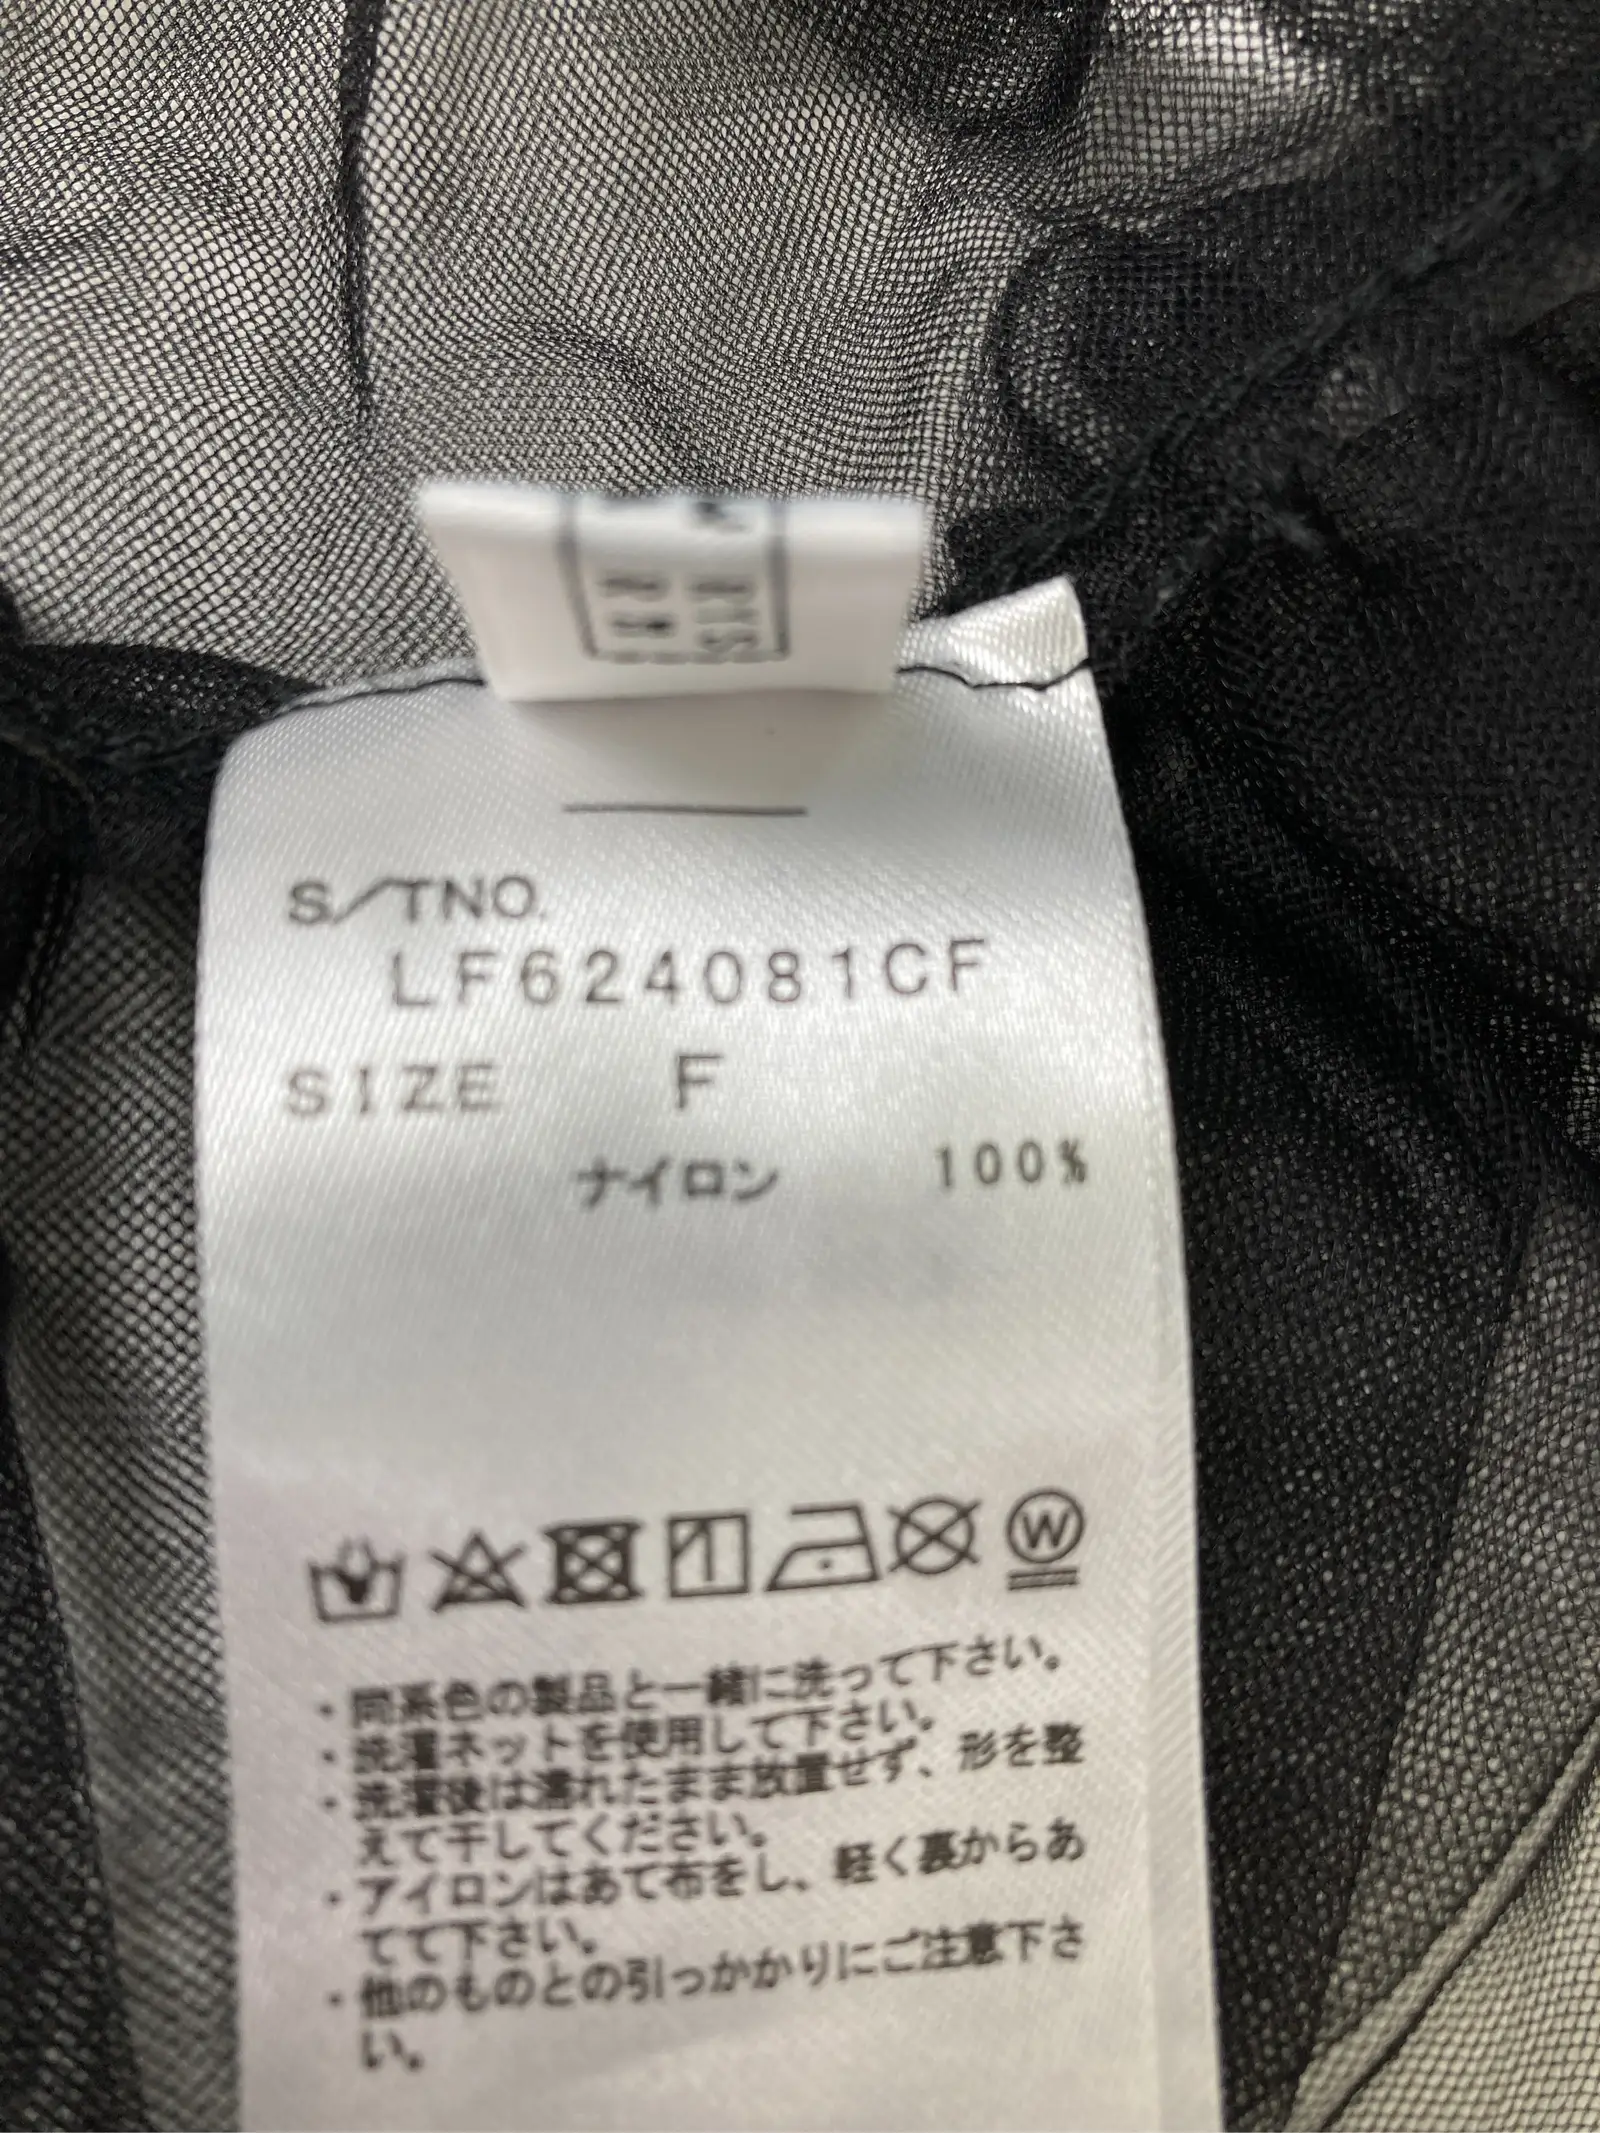 S/TNO.
LF624081CF
SIZE F
ナイロン 100%
W
・同系色の製品と一緒に洗って下さい。
・洗濯ネットを使用して下さい。
・洗濯後は濡れたまま放置せず、形を整
えて干してください。
・アイロンはあて布をし、軽く裏からあ
てて下さい。
・他のものとの引っかかりにご注意下さ
い。